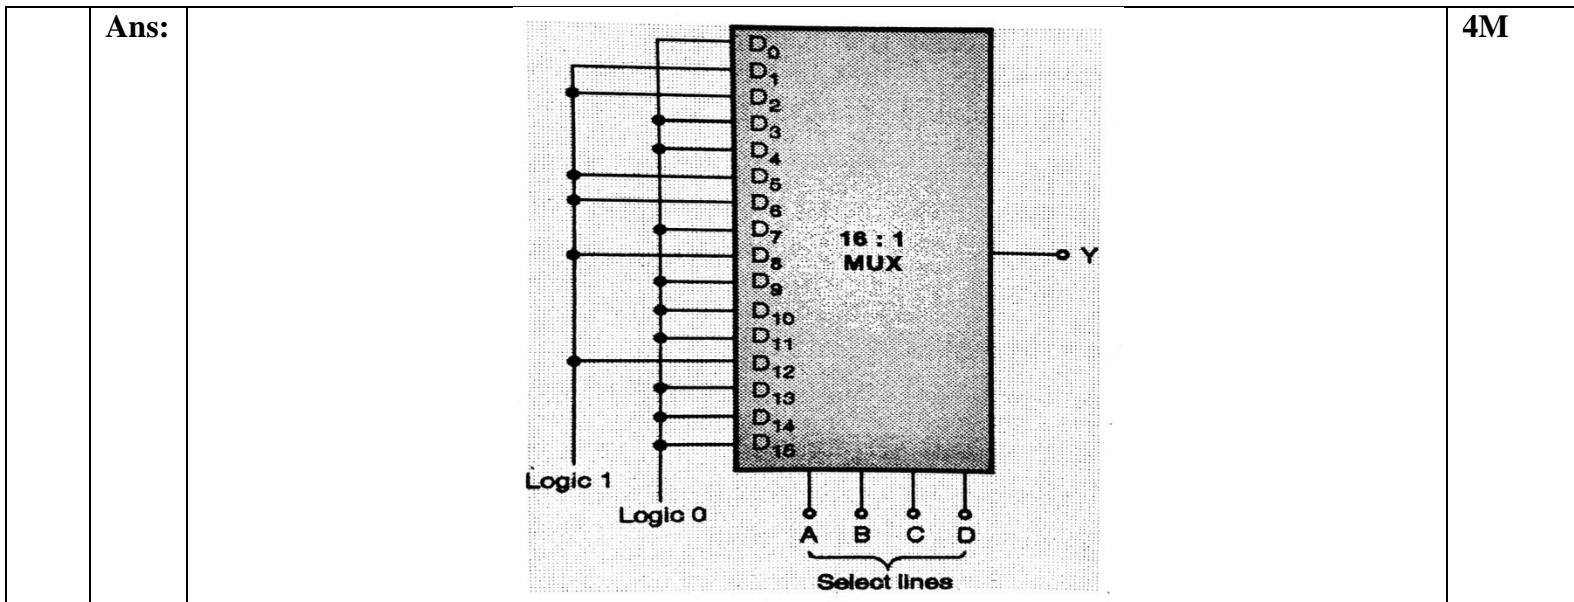 Ans:
4M
D0
D1
D2
D3
D4
D5
D6
D7
D8
D9
D10
D11
D12
D13
D14
D15
16 : 1
MUX
Y
Logic 1
Logic 0
A B C D
Select lines